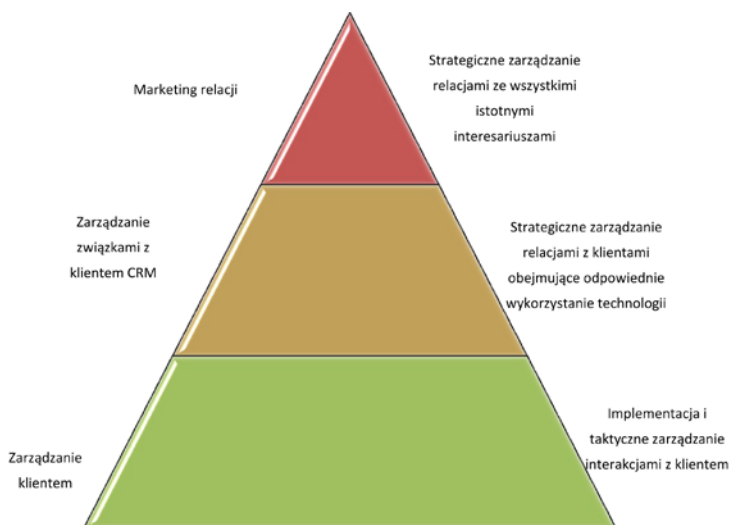 Marketing relacji
Strategiczne zarządzanie
relacjami ze wszystkimi
istotnymi
interesariuszami
Zarządzanie
związkami z
klientem CRM
Strategiczne zarządzanie
relacjami z klientami
obejmujące odpowiednie
wykorzystanie technologii
Zarządzanie
klientem
Implementacja i
taktyczne zarządzanie
interakcjami z klientem